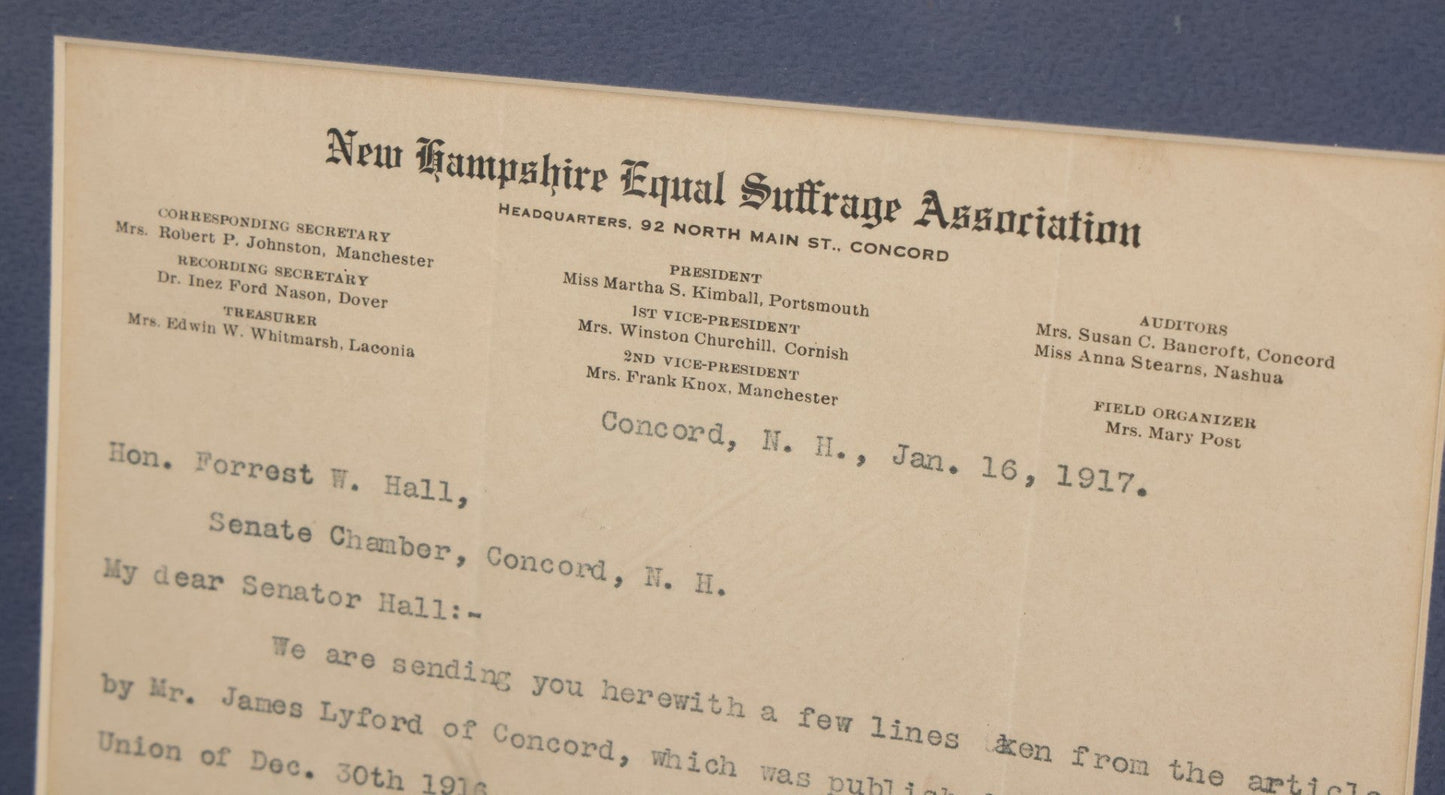 New Hampshire Equal Suffrage Association
HEADQUARTERS, 92 NORTH MAIN ST., CONCORD
CORRESPONDING SECRETARY
Mrs. Robert P. Johnston, Manchester
RECORDING SECRETARY
Dr. Inez Ford Nason, Dover
TREASURER
Mrs. Edwin W. Whitmarsh, Laconia
PRESIDENT
Miss Martha S. Kimball, Portsmouth
1ST VICE-PRESIDENT
Mrs. Winston Churchill, Cornish
2ND VICE-PRESIDENT
Mrs. Frank Knox, Manchester
AUDITORS
Mrs. Susan C. Bancroft, Concord
Miss Anna Stearns, Nashua
FIELD ORGANIZER
Mrs. Mary Post
Concord, N. H., Jan. 16, 1917.
Hon. Forrest W. Hall,
Senate Chamber, Concord, N. H.
My dear Senator Hall:-
We are sending you herewith a few lines taken from the article
by Mr. James Lyford of Concord, which was
Union of Dec. 30th 1916